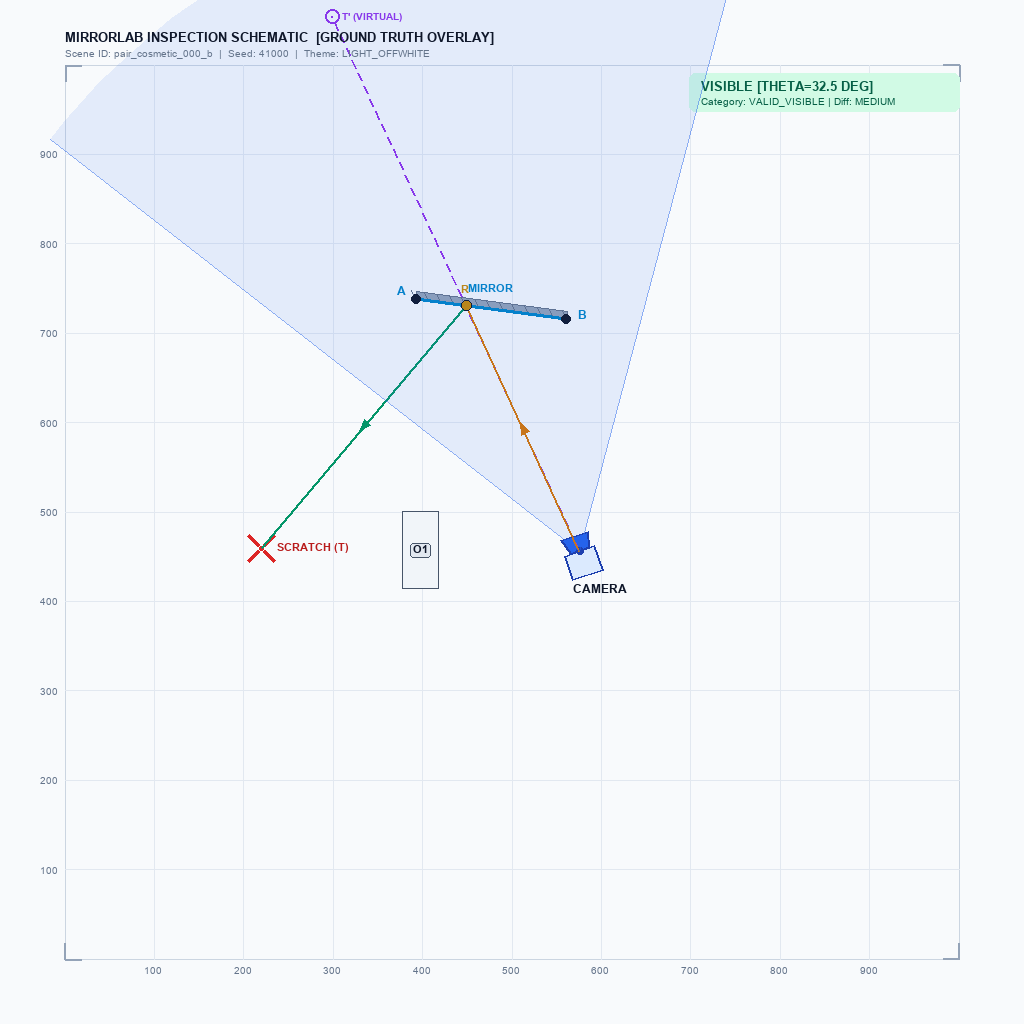 T' (VIRTUAL)
MIRRORLAB INSPECTION SCHEMATIC [GROUND TRUTH OVERLAY]
Scene ID: pair_cosmetic_000_b | Seed: 41000 | Theme: LIGHT_OFFWHITE
VISIBLE [THETA=32.5 DEG]
Category: VALID_VISIBLE | Diff: MEDIUM
900
800
A
R
MIRROR
B
700
600
500
SCRATCH (T)
O1
CAMERA
400
300
200
100
100 200 300 400 500 600 700 800 900